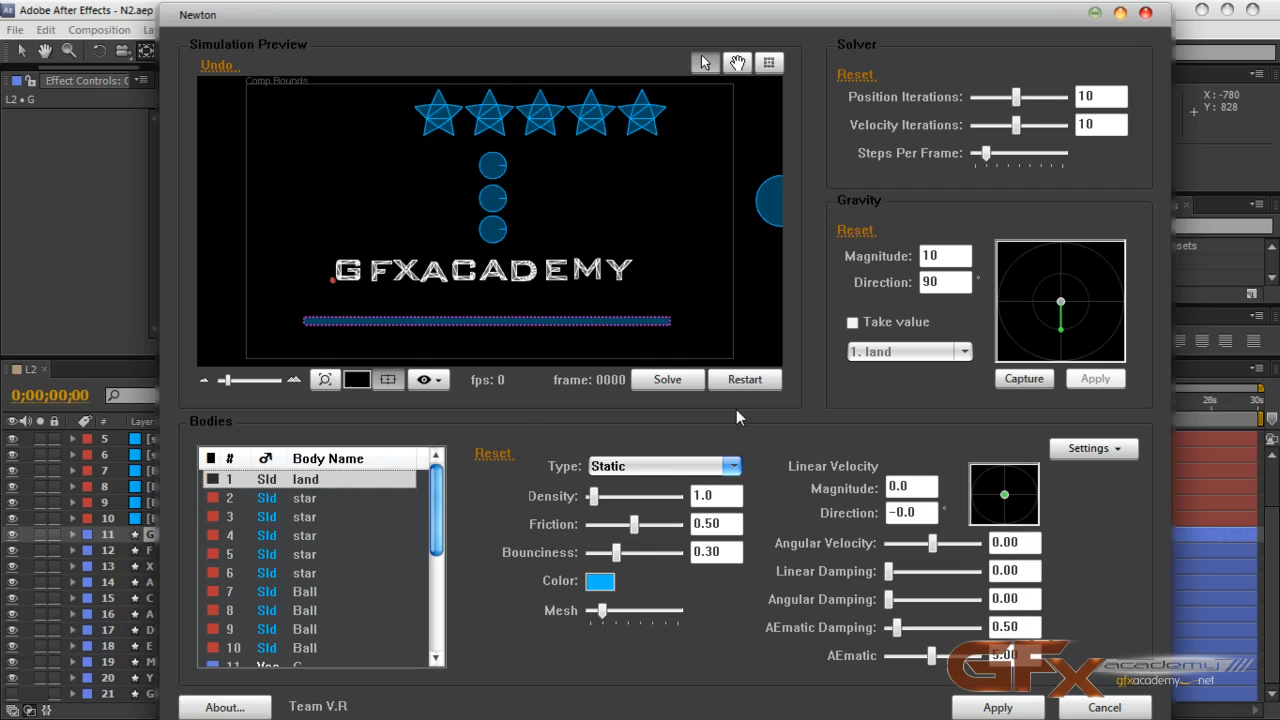 Adobe After Effects - N2.aep
File Edit Composition
Effect Controls: G
L2 • G
L2
0;00;00;00
# Layer
5
6
7
8
9
10
11 G
12 F
13 X
14 A
15 C
16 A
17 D
18 E
19 M
20 Y
21 G
Newton
Simulation Preview
Undo
Comp Bounds
GFXACADEMY
fps: 0 frame: 0000 Solve Restart
Bodies
# Body Name
1 Sld land
2 Sld star
3 Sld star
4 Sld star
5 Sld star
6 Sld star
7 Sld Ball
8 Sld Ball
9 Sld Ball
10 Sld Ball
Reset
Type: Static
Density: 1.0
Friction: 0.50
Bounciness: 0.30
Color:
Mesh
Settings
Linear Velocity
Magnitude: 0.0
Direction: -0.0 °
Angular Velocity: 0.00
Linear Damping: 0.00
Angular Damping: 0.00
AEmatic Damping: 0.50
AEmatic 5.00
Solver
Reset
Position Iterations: 10
Velocity Iterations: 10
Steps Per Frame:
Gravity
Reset
Magnitude: 10
Direction: 90 °
Take value
1. land
Capture Apply
About... Team V.R
Apply Cancel
X: -780
Y: 828
28s 30s
GFX academy
gfxacademy.net